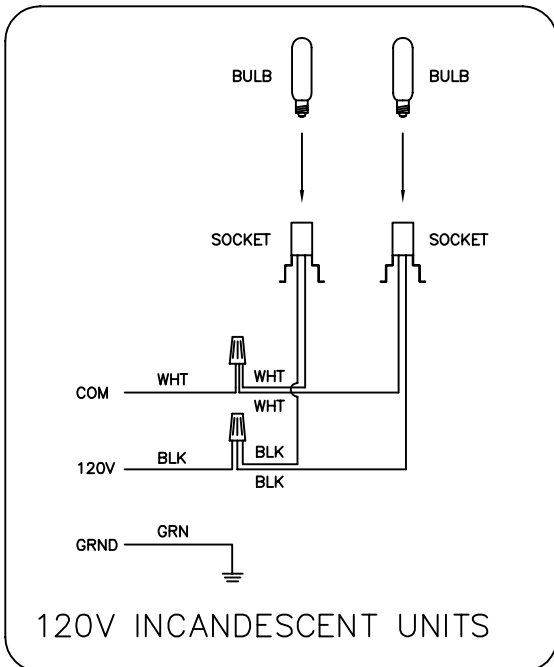 BULB
BULB
SOCKET
SOCKET
WHT
WHT
COM
WHT
BLK
BLK
120V
BLK
GRN
GRND
120V INCANDESCENT UNITS